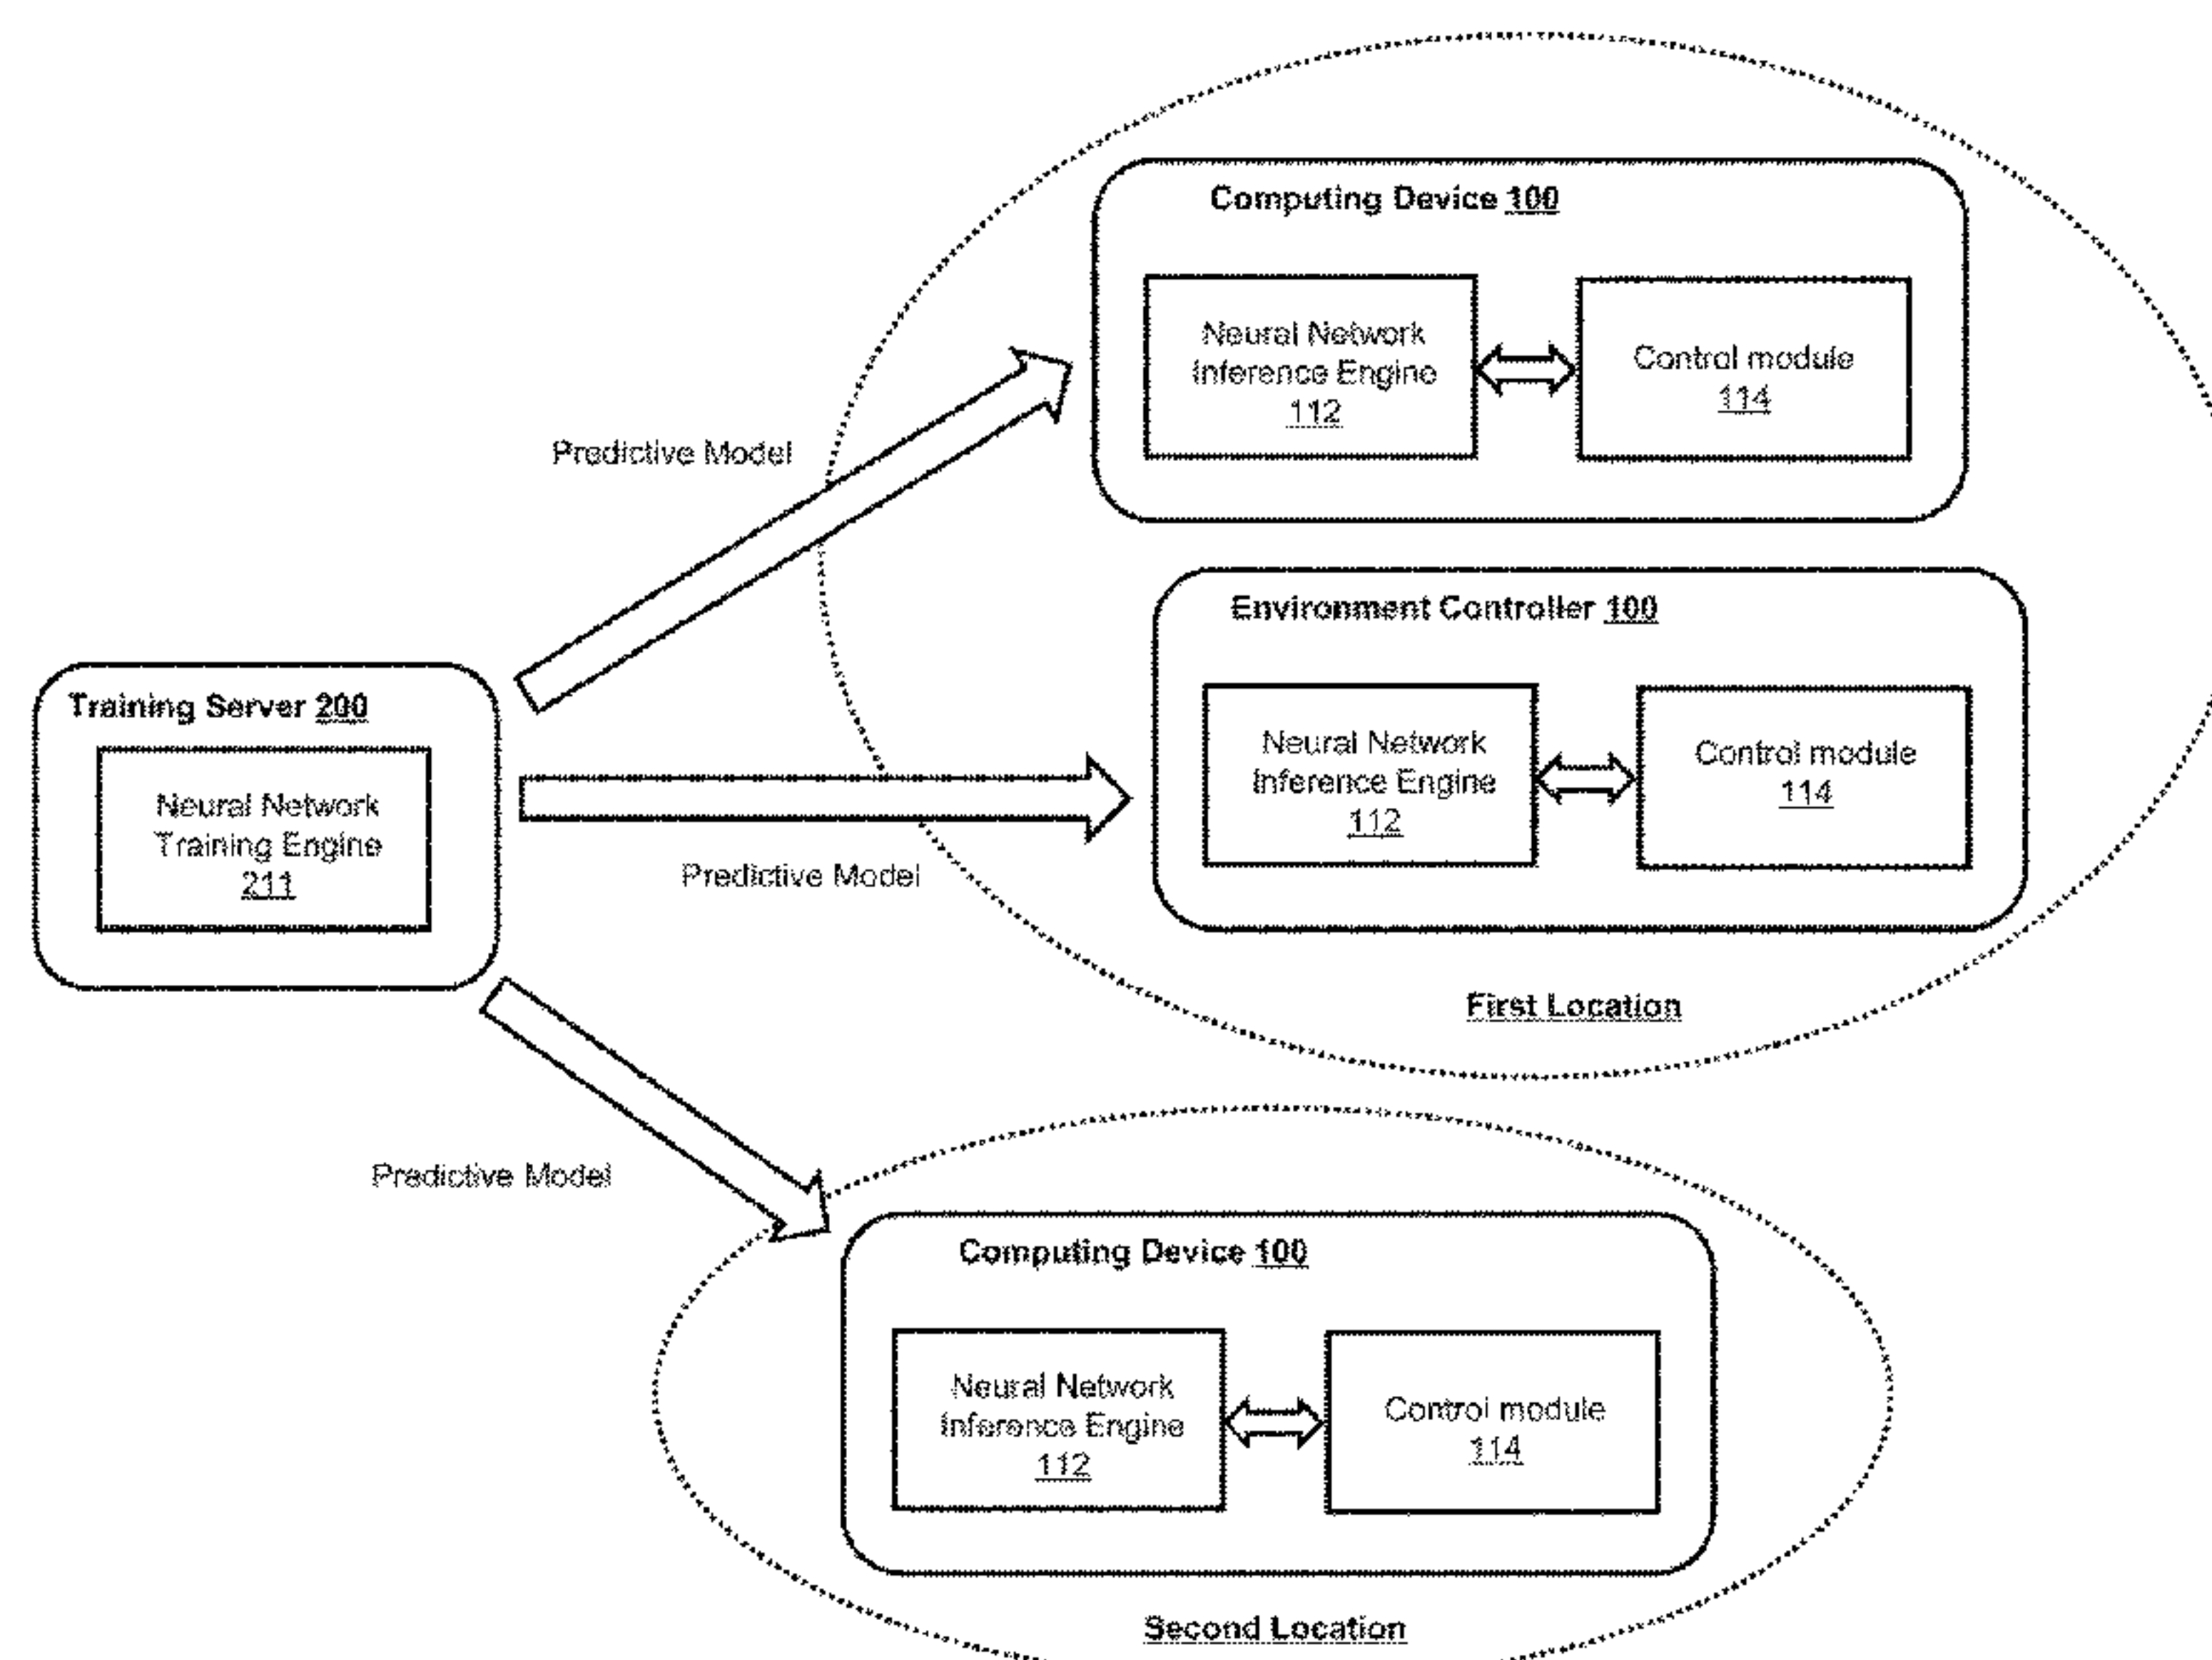 Computing Device 100
Neural Network
Inference Engine
112
Control module
114
Predictive Model
Environment Controller 100
Neural Network
Inference Engine
112
Control module
114
Training Server 200
Neural Network
Training Engine
211
Predictive Model
First Location
Predictive Model
Computing Device 100
Neural Network
Inference Engine
112
Control module
114
Second Location